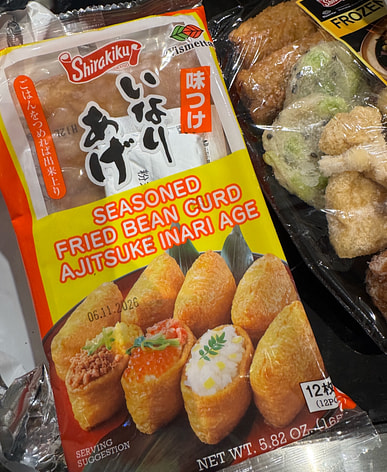 Shirakiku
Wismettac
味つけ
いなり
あげ
ごはんをつめれば出来上り
SEASONED
FRIED BEAN CURD
AJITSUKE INARI AGE
06.11.2026
SERVING
SUGGESTION
12枚
NET WT. 5.82 OZ.
FROZEN